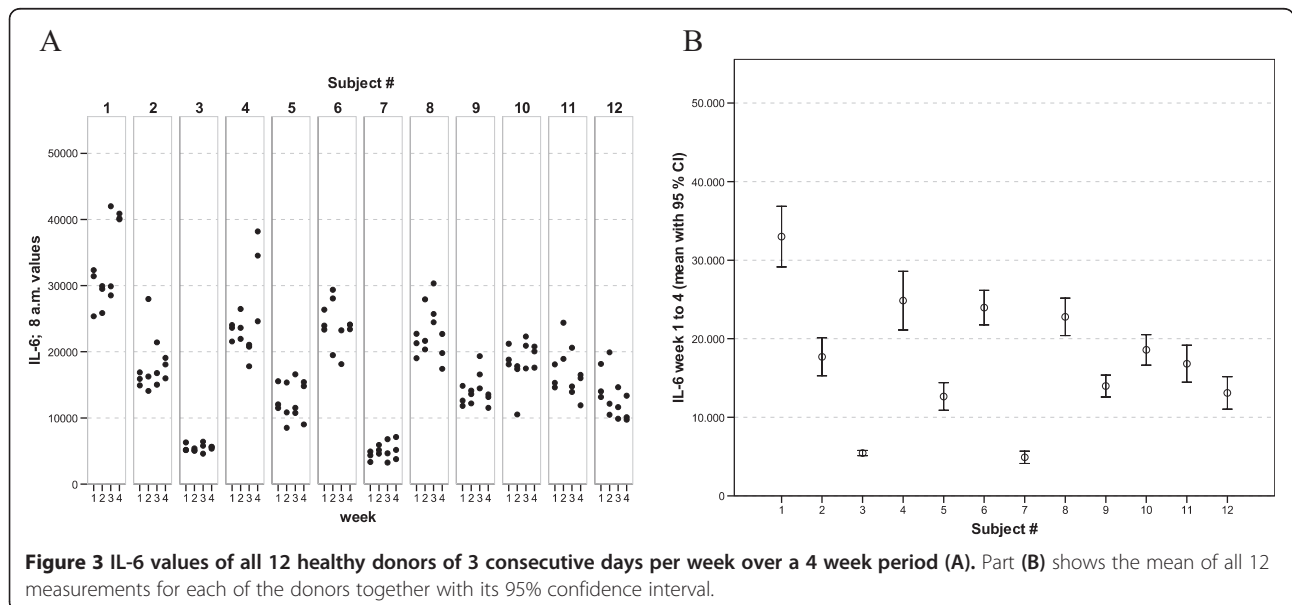 A
Subject #
1 2 3 4 5 6 7 8 9 10 11 12
IL-6; 8 a.m. values
50000
40000
30000
20000
10000
0
1 2 3 4 1 2 3 4 1 2 3 4 1 2 3 4 1 2 3 4 1 2 3 4 1 2 3 4 1 2 3 4 1 2 3 4 1 2 3 4 1 2 3 4 1 2 3 4
week
B
IL-6 week 1 to 4 (mean with 95 % CI)
50.000
40.000
30.000
20.000
10.000
0
1 2 3 4 5 6 7 8 9 10 11 12
Subject #
Figure 3 IL-6 values of all 12 healthy donors of 3 consecutive days per week over a 4 week period (A). Part (B) shows the mean of all 12
measurements for each of the donors together with its 95% confidence interval.